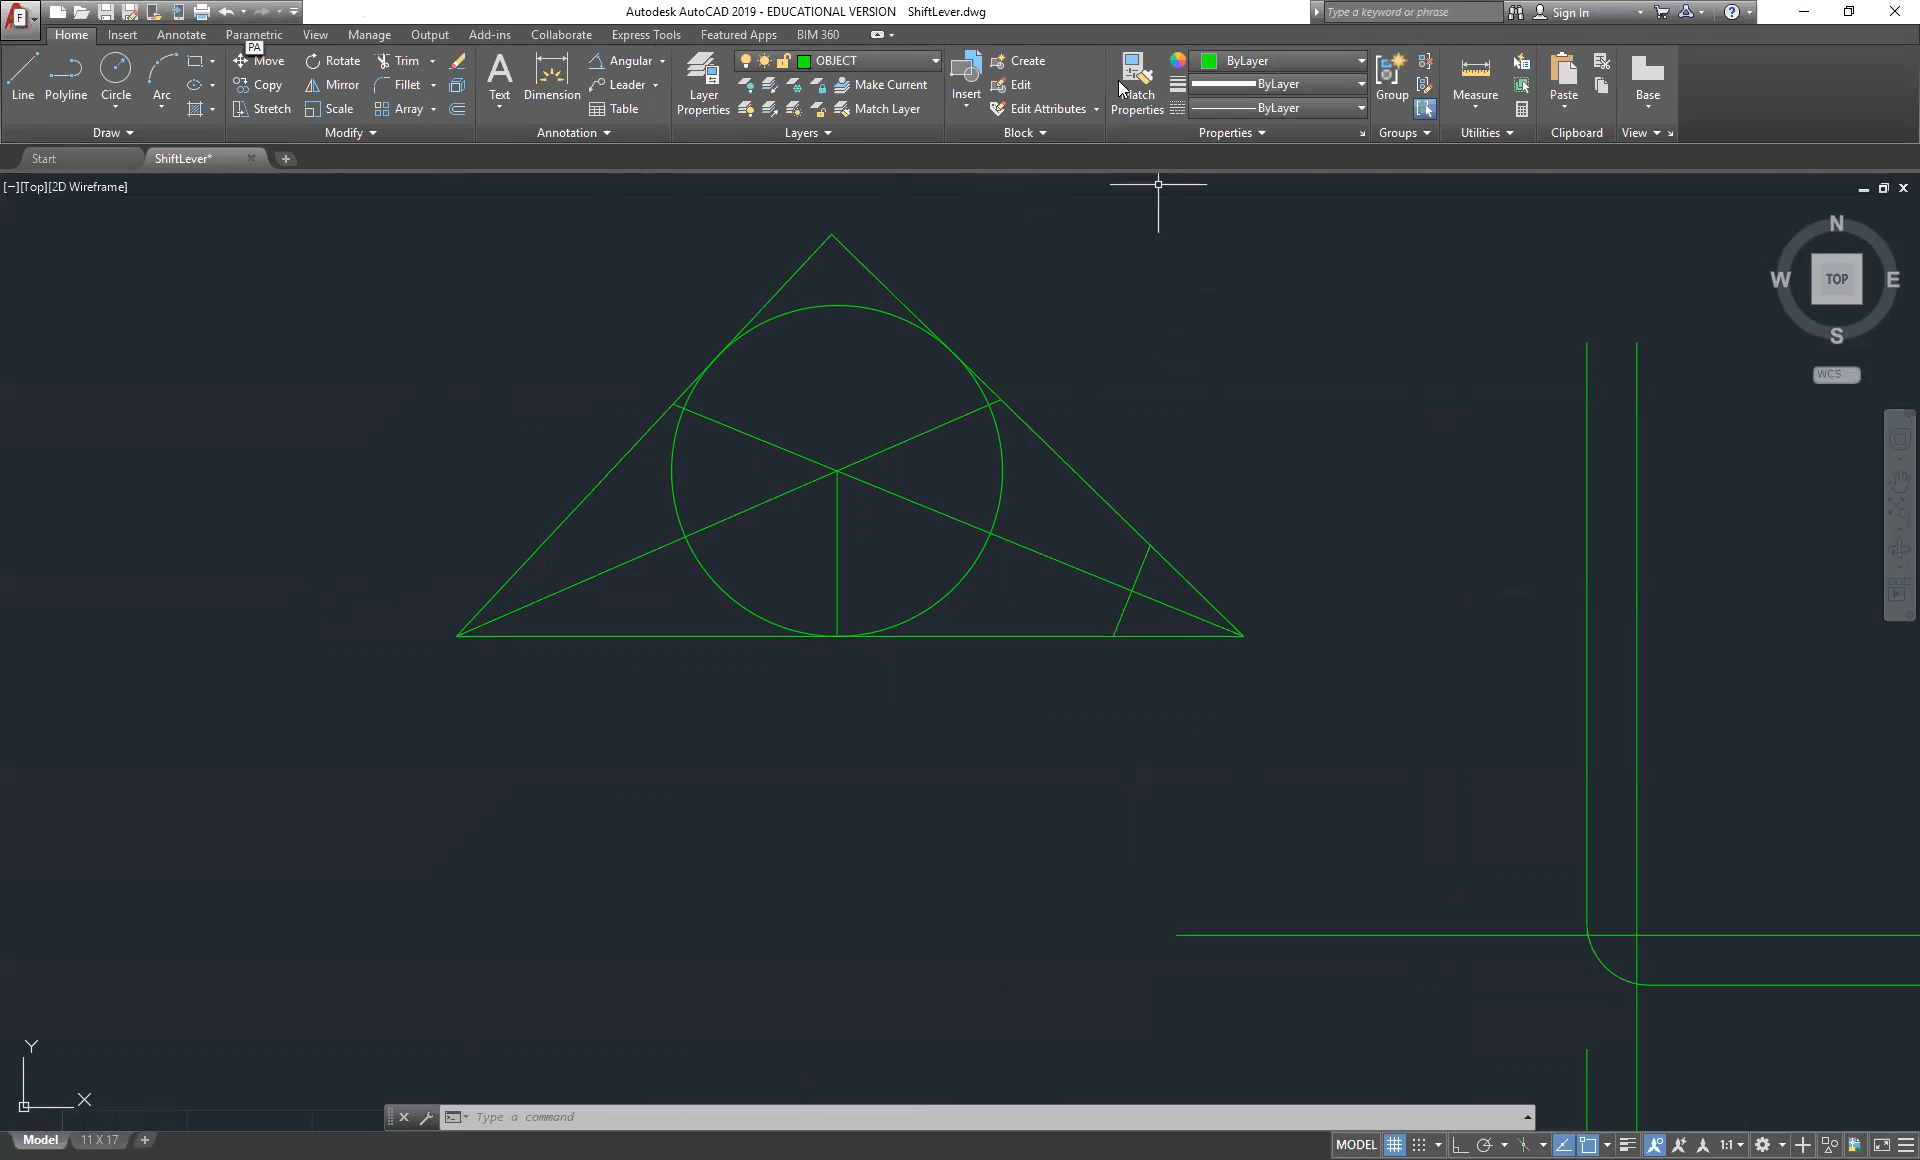 Autodesk AutoCAD 2019 - EDUCATIONAL VERSION ShiftLever.dwg
Type a keyword or phrase
Sign In
F
Home Insert Annotate Parametric View Manage Output Add-ins Collaborate Express Tools Featured Apps BIM 360
PA
Line Polyline Circle Arc
Move Rotate Trim
Copy Mirror Fillet
Stretch Scale Array
Text Dimension
Angular
Leader
Table
Layer Properties
OBJECT
Make Current
Match Layer
Insert
Create
Edit
Edit Attributes
Match Properties
ByLayer
ByLayer
ByLayer
Group Measure Paste Base
Draw Modify Annotation Layers Block Properties Groups Utilities Clipboard View
Start ShiftLever*
[−][Top][2D Wireframe]
N
W TOP E
S
WCS
Y
X
Type a command
Model 11 X 17
MODEL 1:1